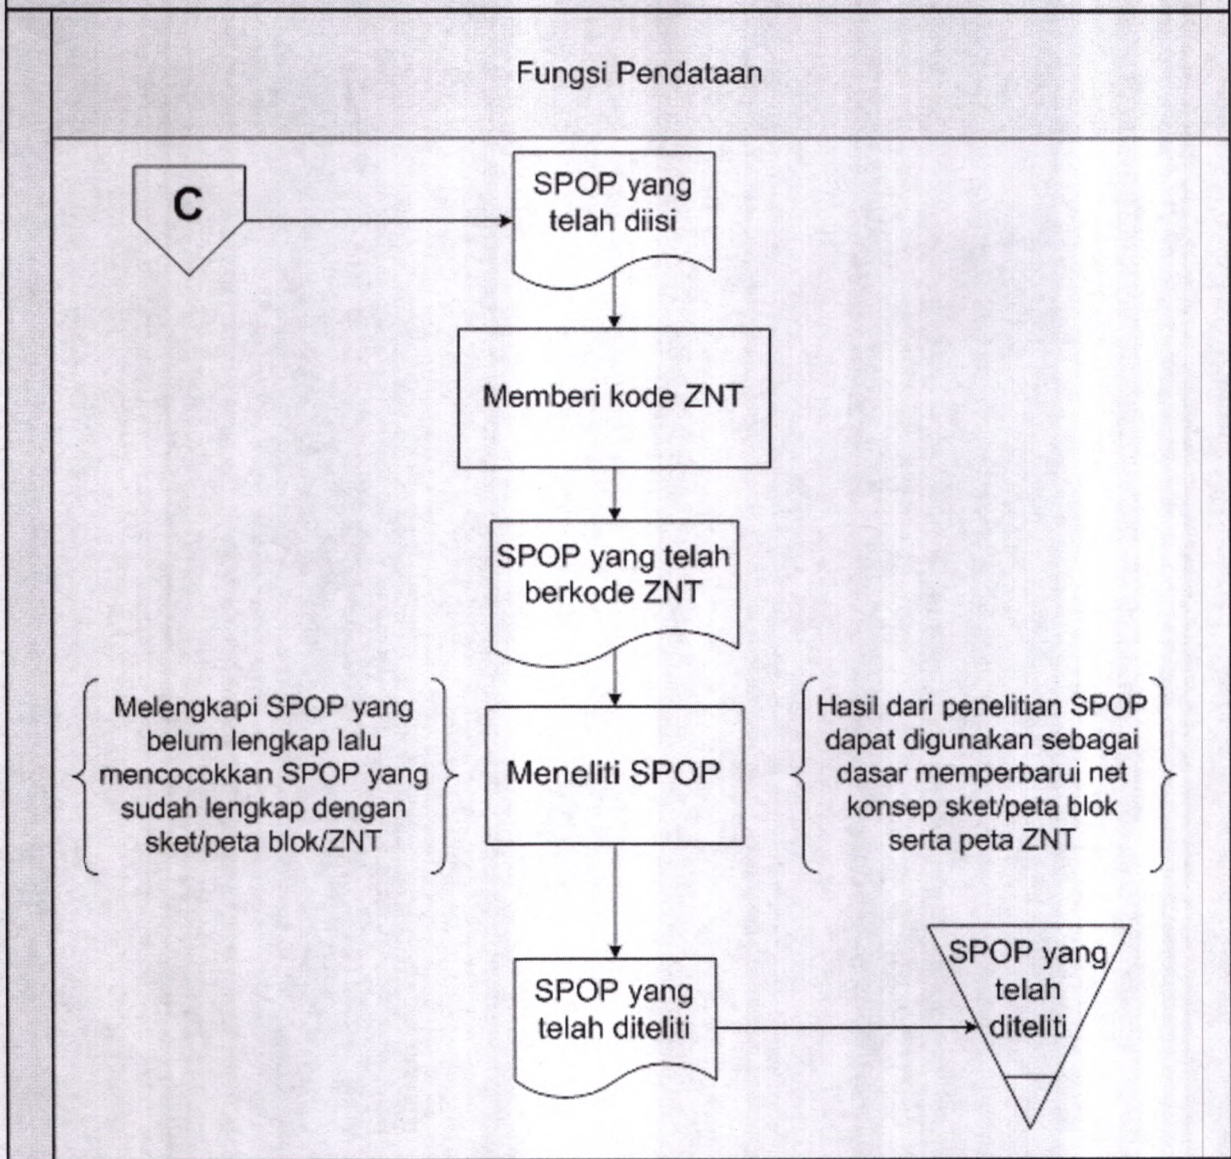 Fungsi Pendataan
C
SPOP yang
telah diisi
Memberi kode ZNT
SPOP yang telah
berkode ZNT
Melengkapi SPOP yang
belum lengkap lalu
mencocokkan SPOP yang
sudah lengkap dengan
sket/peta blok/ZNT
Meneliti SPOP
Hasil dari penelitian SPOP
dapat digunakan sebagai
dasar memperbarui net
konsep sket/peta blok
serta peta ZNT
SPOP yang
telah diteliti
SPOP yang
telah
diteliti